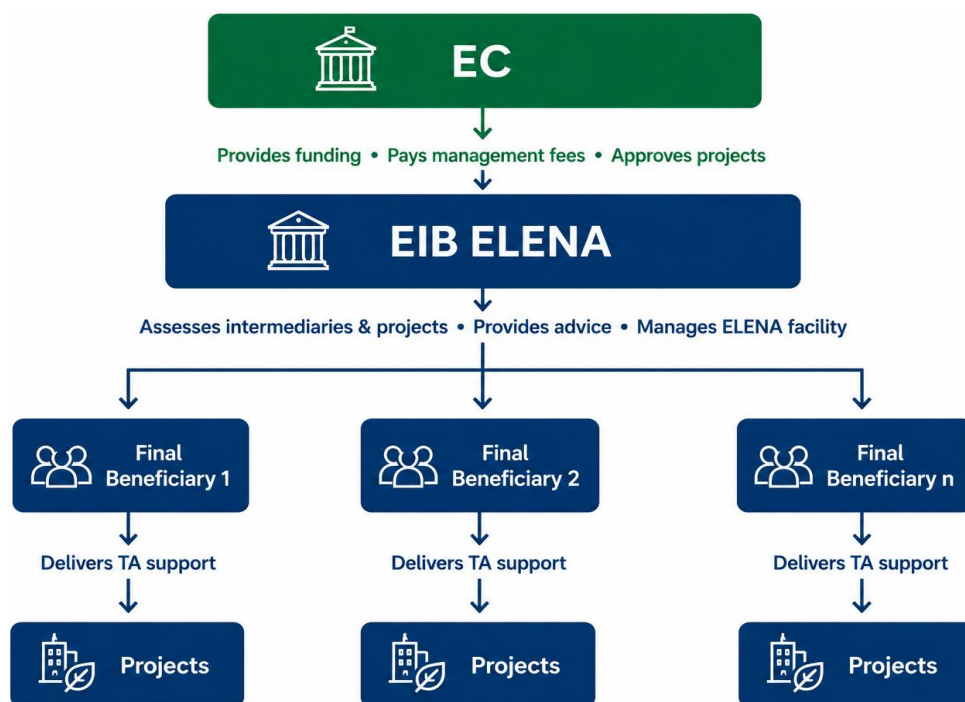 EC
Provides funding • Pays management fees • Approves projects
EIB ELENA
Assesses intermediaries & projects • Provides advice • Manages ELENA facility
Final
Beneficiary 1
Final
Beneficiary 2
Final
Beneficiary n
Delivers TA support
Delivers TA support
Delivers TA support
Projects
Projects
Projects